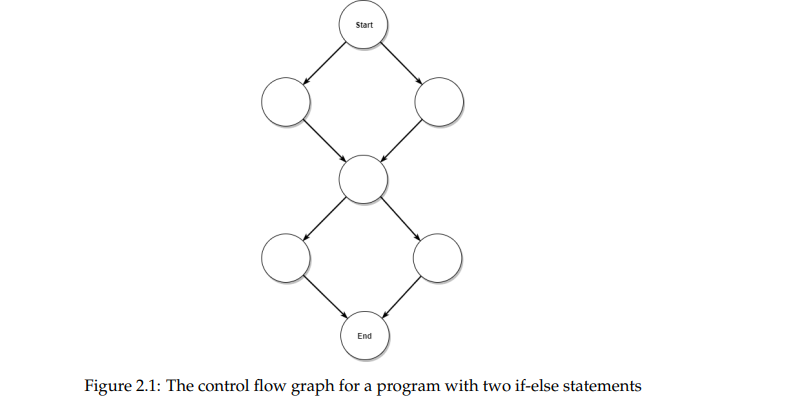 Start
End
Figure 2.1: The control flow graph for a program with two if-else statements